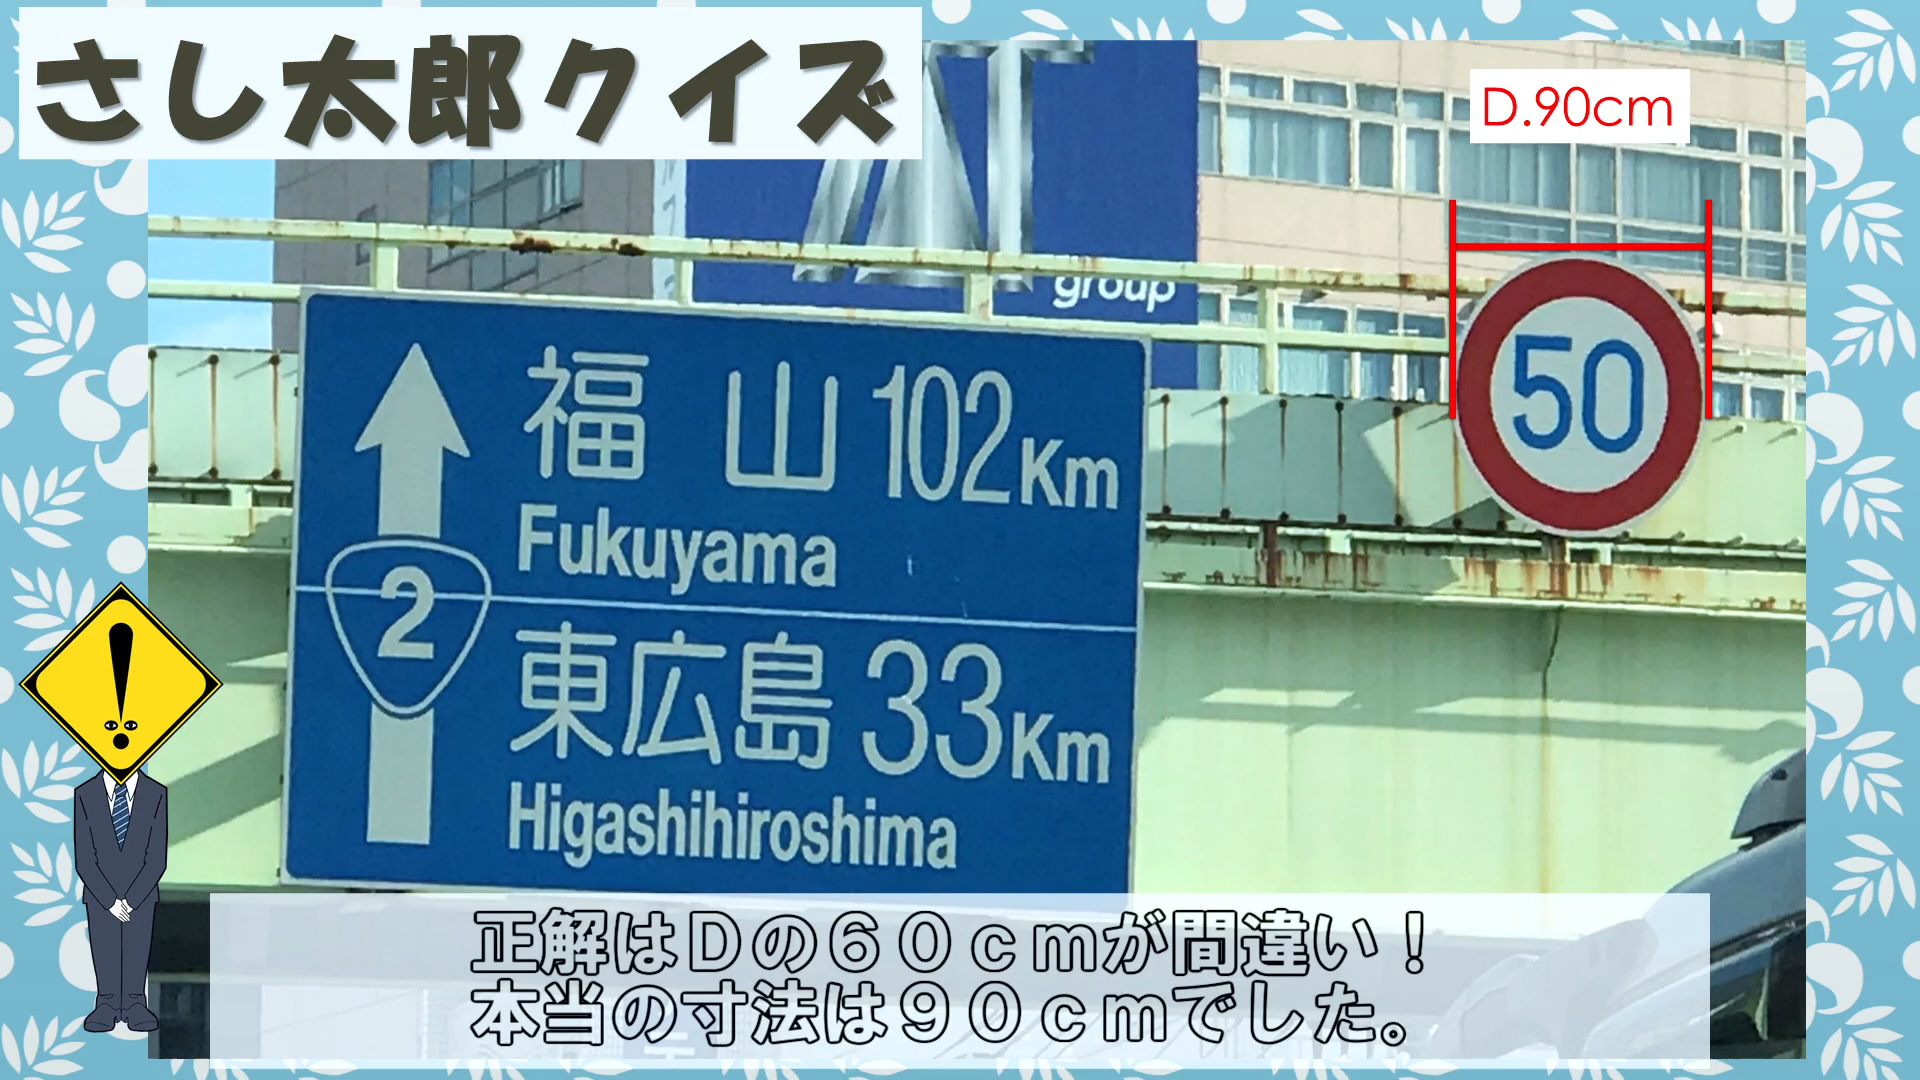 さし太郎クイズ
D.90cm
group
50
福山 102Km
Fukuyama
2
東広島 33Km
Higashihiroshima
正解はDの60cmが間違い!
本当の寸法は90cmでした。